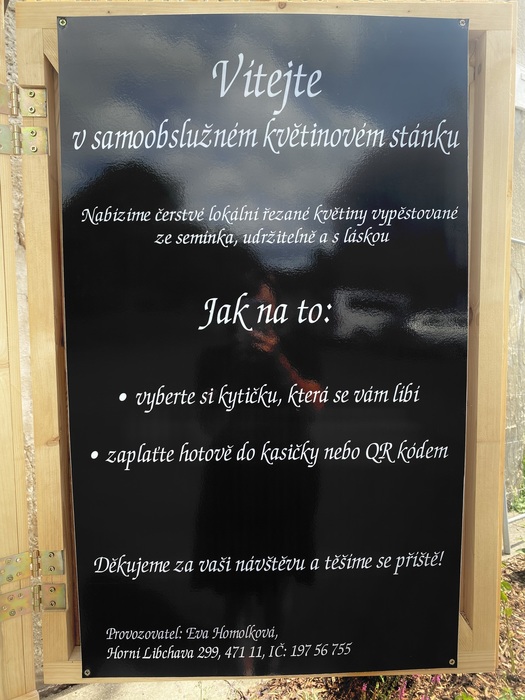 Vítejte
v samoobslužném květinovém stánku
Nabízíme čerstvé lokální řezané květiny vypěstované
ze semínka, udržitelně a s láskou
Jak na to:
• vyberte si kytičku, která se vám líbí
• zaplaťte hotově do kasičky nebo QR kódem
Děkujeme za vaši návštěvu a těšíme se příště!
Provozovatel: Eva Homolková,
Horní Libchava 299, 471 11, IČ: 197 56 755